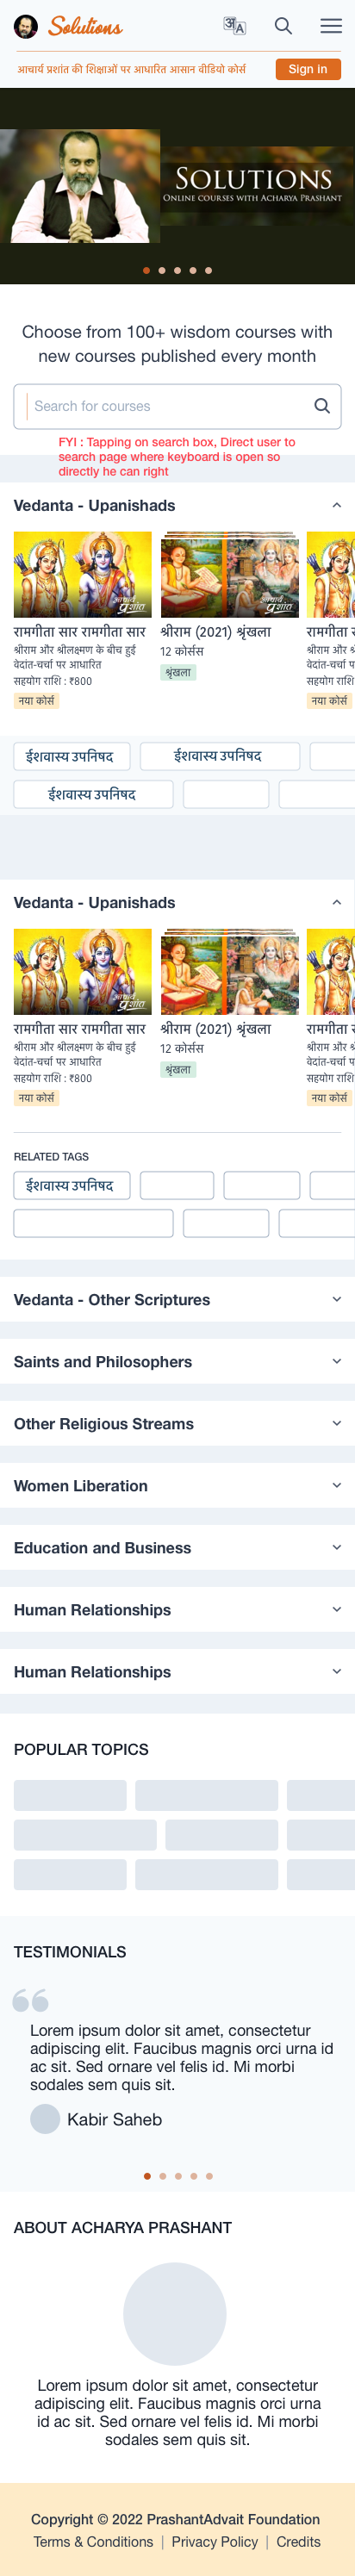 Solutions
अ A
आचार्य प्रशांत की शिक्षाओं पर आधारित आसान वीडियो कोर्स
Sign in
SOLUTIONS
ONLINE COURSES WITH ACHARYA PRASHANT
Choose from 100+ wisdom courses with
new courses published every month
Search for courses
FYI : Tapping on search box, Direct user to
search page where keyboard is open so
directly he can right
Vedanta - Upanishads
आचार्य प्रशांत
आचार्य प्रशांत
रामगीता सार रामगीता सार
श्रीराम और श्रीलक्ष्मण के बीच हुई
वेदांत-चर्चा पर आधारित
सहयोग राशि : ₹800
नया कोर्स
श्रीराम (2021) श्रृंखला
12 कोर्सस
श्रृंखला
रामगीता स
श्रीराम और श्री
वेदांत-चर्चा प
सहयोग राशि
नया कोर्स
ईशवास्य उपनिषद
ईशवास्य उपनिषद
ईशवास्य उपनिषद
Vedanta - Upanishads
आचार्य प्रशांत
आचार्य प्रशांत
रामगीता सार रामगीता सार
श्रीराम और श्रीलक्ष्मण के बीच हुई
वेदांत-चर्चा पर आधारित
सहयोग राशि : ₹800
नया कोर्स
श्रीराम (2021) श्रृंखला
12 कोर्सस
श्रृंखला
रामगीता स
श्रीराम और श्री
वेदांत-चर्चा प
सहयोग राशि
नया कोर्स
RELATED TAGS
ईशवास्य उपनिषद
Vedanta - Other Scriptures
Saints and Philosophers
Other Religious Streams
Women Liberation
Education and Business
Human Relationships
Human Relationships
POPULAR TOPICS
TESTIMONIALS
Lorem ipsum dolor sit amet, consectetur
adipiscing elit. Faucibus magnis orci urna id
ac sit. Sed ornare vel felis id. Mi morbi
sodales sem quis sit.
Kabir Saheb
ABOUT ACHARYA PRASHANT
Lorem ipsum dolor sit amet, consectetur
adipiscing elit. Faucibus magnis orci urna
id ac sit. Sed ornare vel felis id. Mi morbi
sodales sem quis sit.
Copyright © 2022 PrashantAdvait Foundation
Terms & Conditions | Privacy Policy | Credits